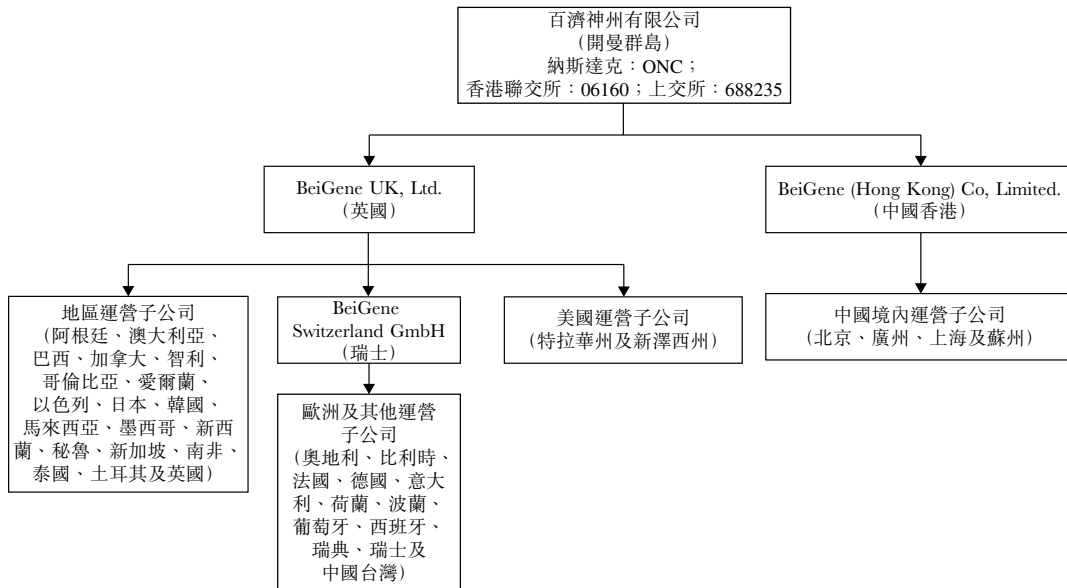 百濟神州有限公司
(開曼群島)
納斯達克：ONC；
香港聯交所：06160；上交所：688235
BeiGene UK, Ltd.
(英國)
BeiGene (Hong Kong) Co, Limited.
(中國香港)
地區運營子公司
(阿根廷、澳大利亞、
巴西、加拿大、智利、
哥倫比亞、愛爾蘭、
以色列、日本、韓國、
馬來西亞、墨西哥、新西
蘭、秘魯、新加坡、南非、
泰國、土耳其及英國)
BeiGene
Switzerland GmbH
(瑞士)
美國運營子公司
(特拉華州及新澤西州)
中國境內運營子公司
(北京、廣州、上海及蘇州)
歐洲及其他運營
子公司
(奧地利、比利時、
法國、德國、意大
利、荷蘭、波蘭、
葡萄牙、西班牙、
瑞典、瑞士及
中國台灣)